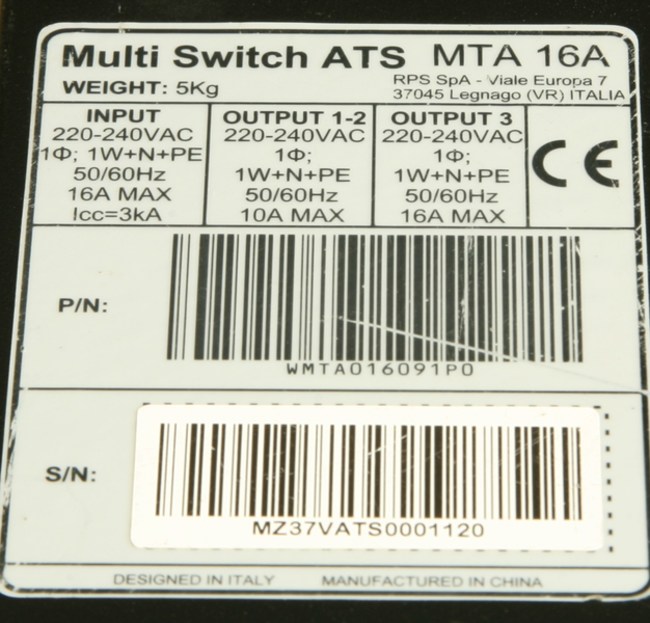 Multi Switch ATS MTA 16A
WEIGHT: 5Kg
RPS SpA - Viale Europa 7
37045 Legnago (VR) ITALIA
INPUT
220-240VAC
1Φ; 1W+N+PE
50/60Hz
16A MAX
Icc=3kA
OUTPUT 1-2
220-240VAC
1Φ;
1W+N+PE
50/60Hz
10A MAX
OUTPUT 3
220-240VAC
1Φ;
1W+N+PE
50/60Hz
16A MAX
CE
P/N:
WMTA016091P0
S/N:
MZ37VATS0001120
DESIGNED IN ITALY MANUFACTURED IN CHINA